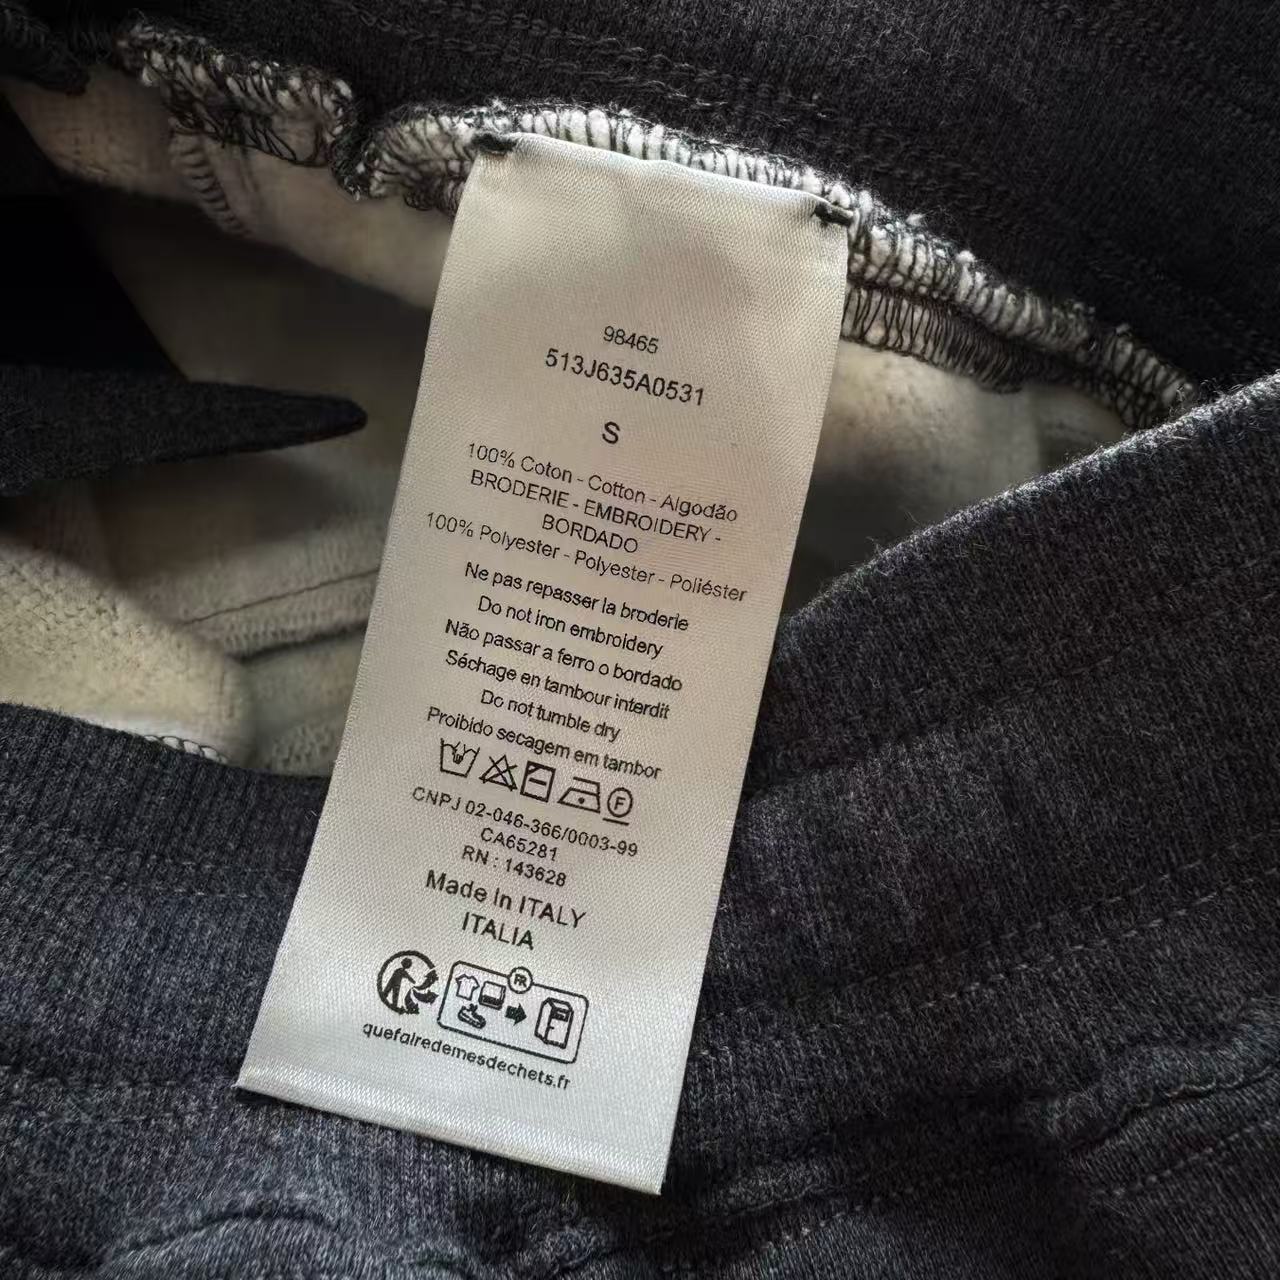 98465
513J635A0531
S
100% Coton - Cotton - Algodão
BRODERIE - EMBROIDERY -
BORDADO
100% Polyester - Polyester - Poliéster
Ne pas repasser la broderie
Do not iron embroidery
Não passar a ferro o bordado
Séchage en tambour interdit
Do not tumble dry
Proibido secagem em tambor
F
CNPJ 02-046-366/0003-99
CA65281
RN : 143628
Made In ITALY
ITALIA
FR
quefairedemesdechets.fr